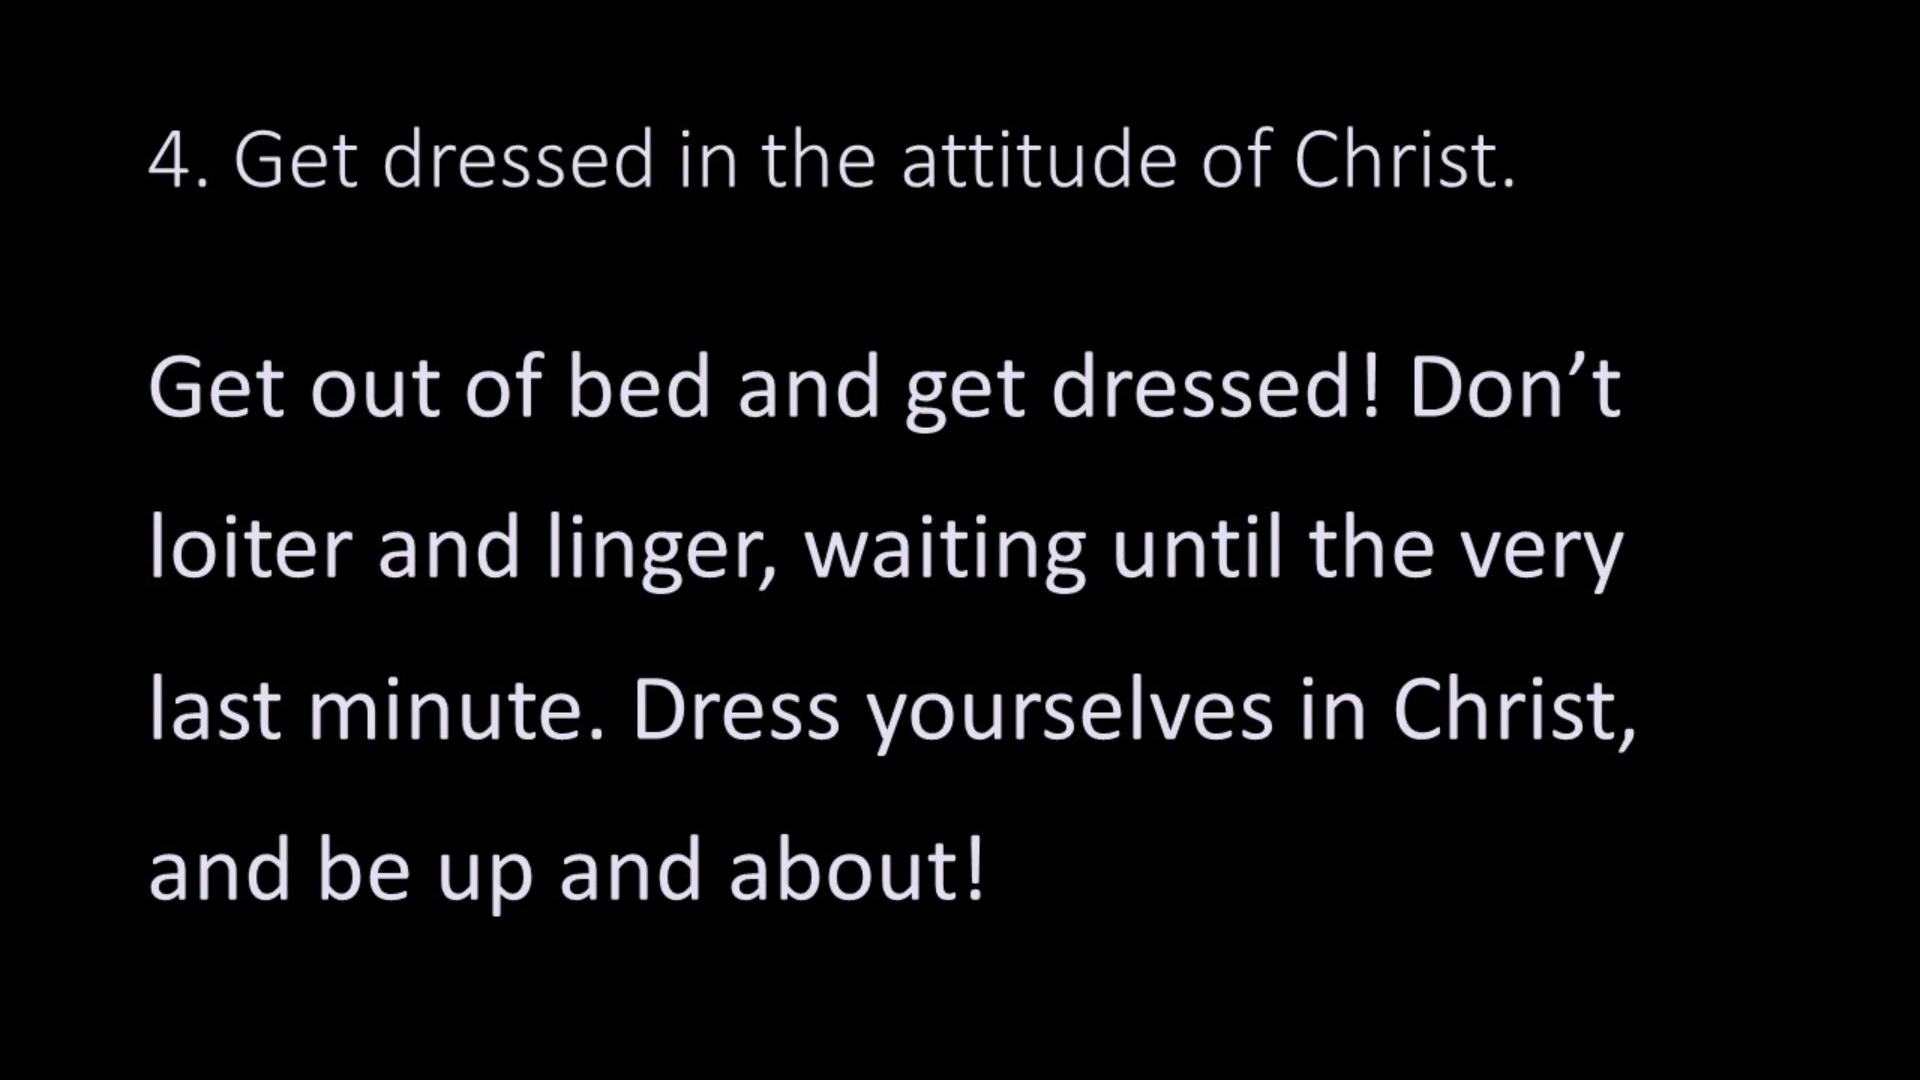 4. Get dressed in the attitude of Christ.
Get out of bed and get dressed! Don’t
loiter and linger, waiting until the very
last minute. Dress yourselves in Christ,
and be up and about!